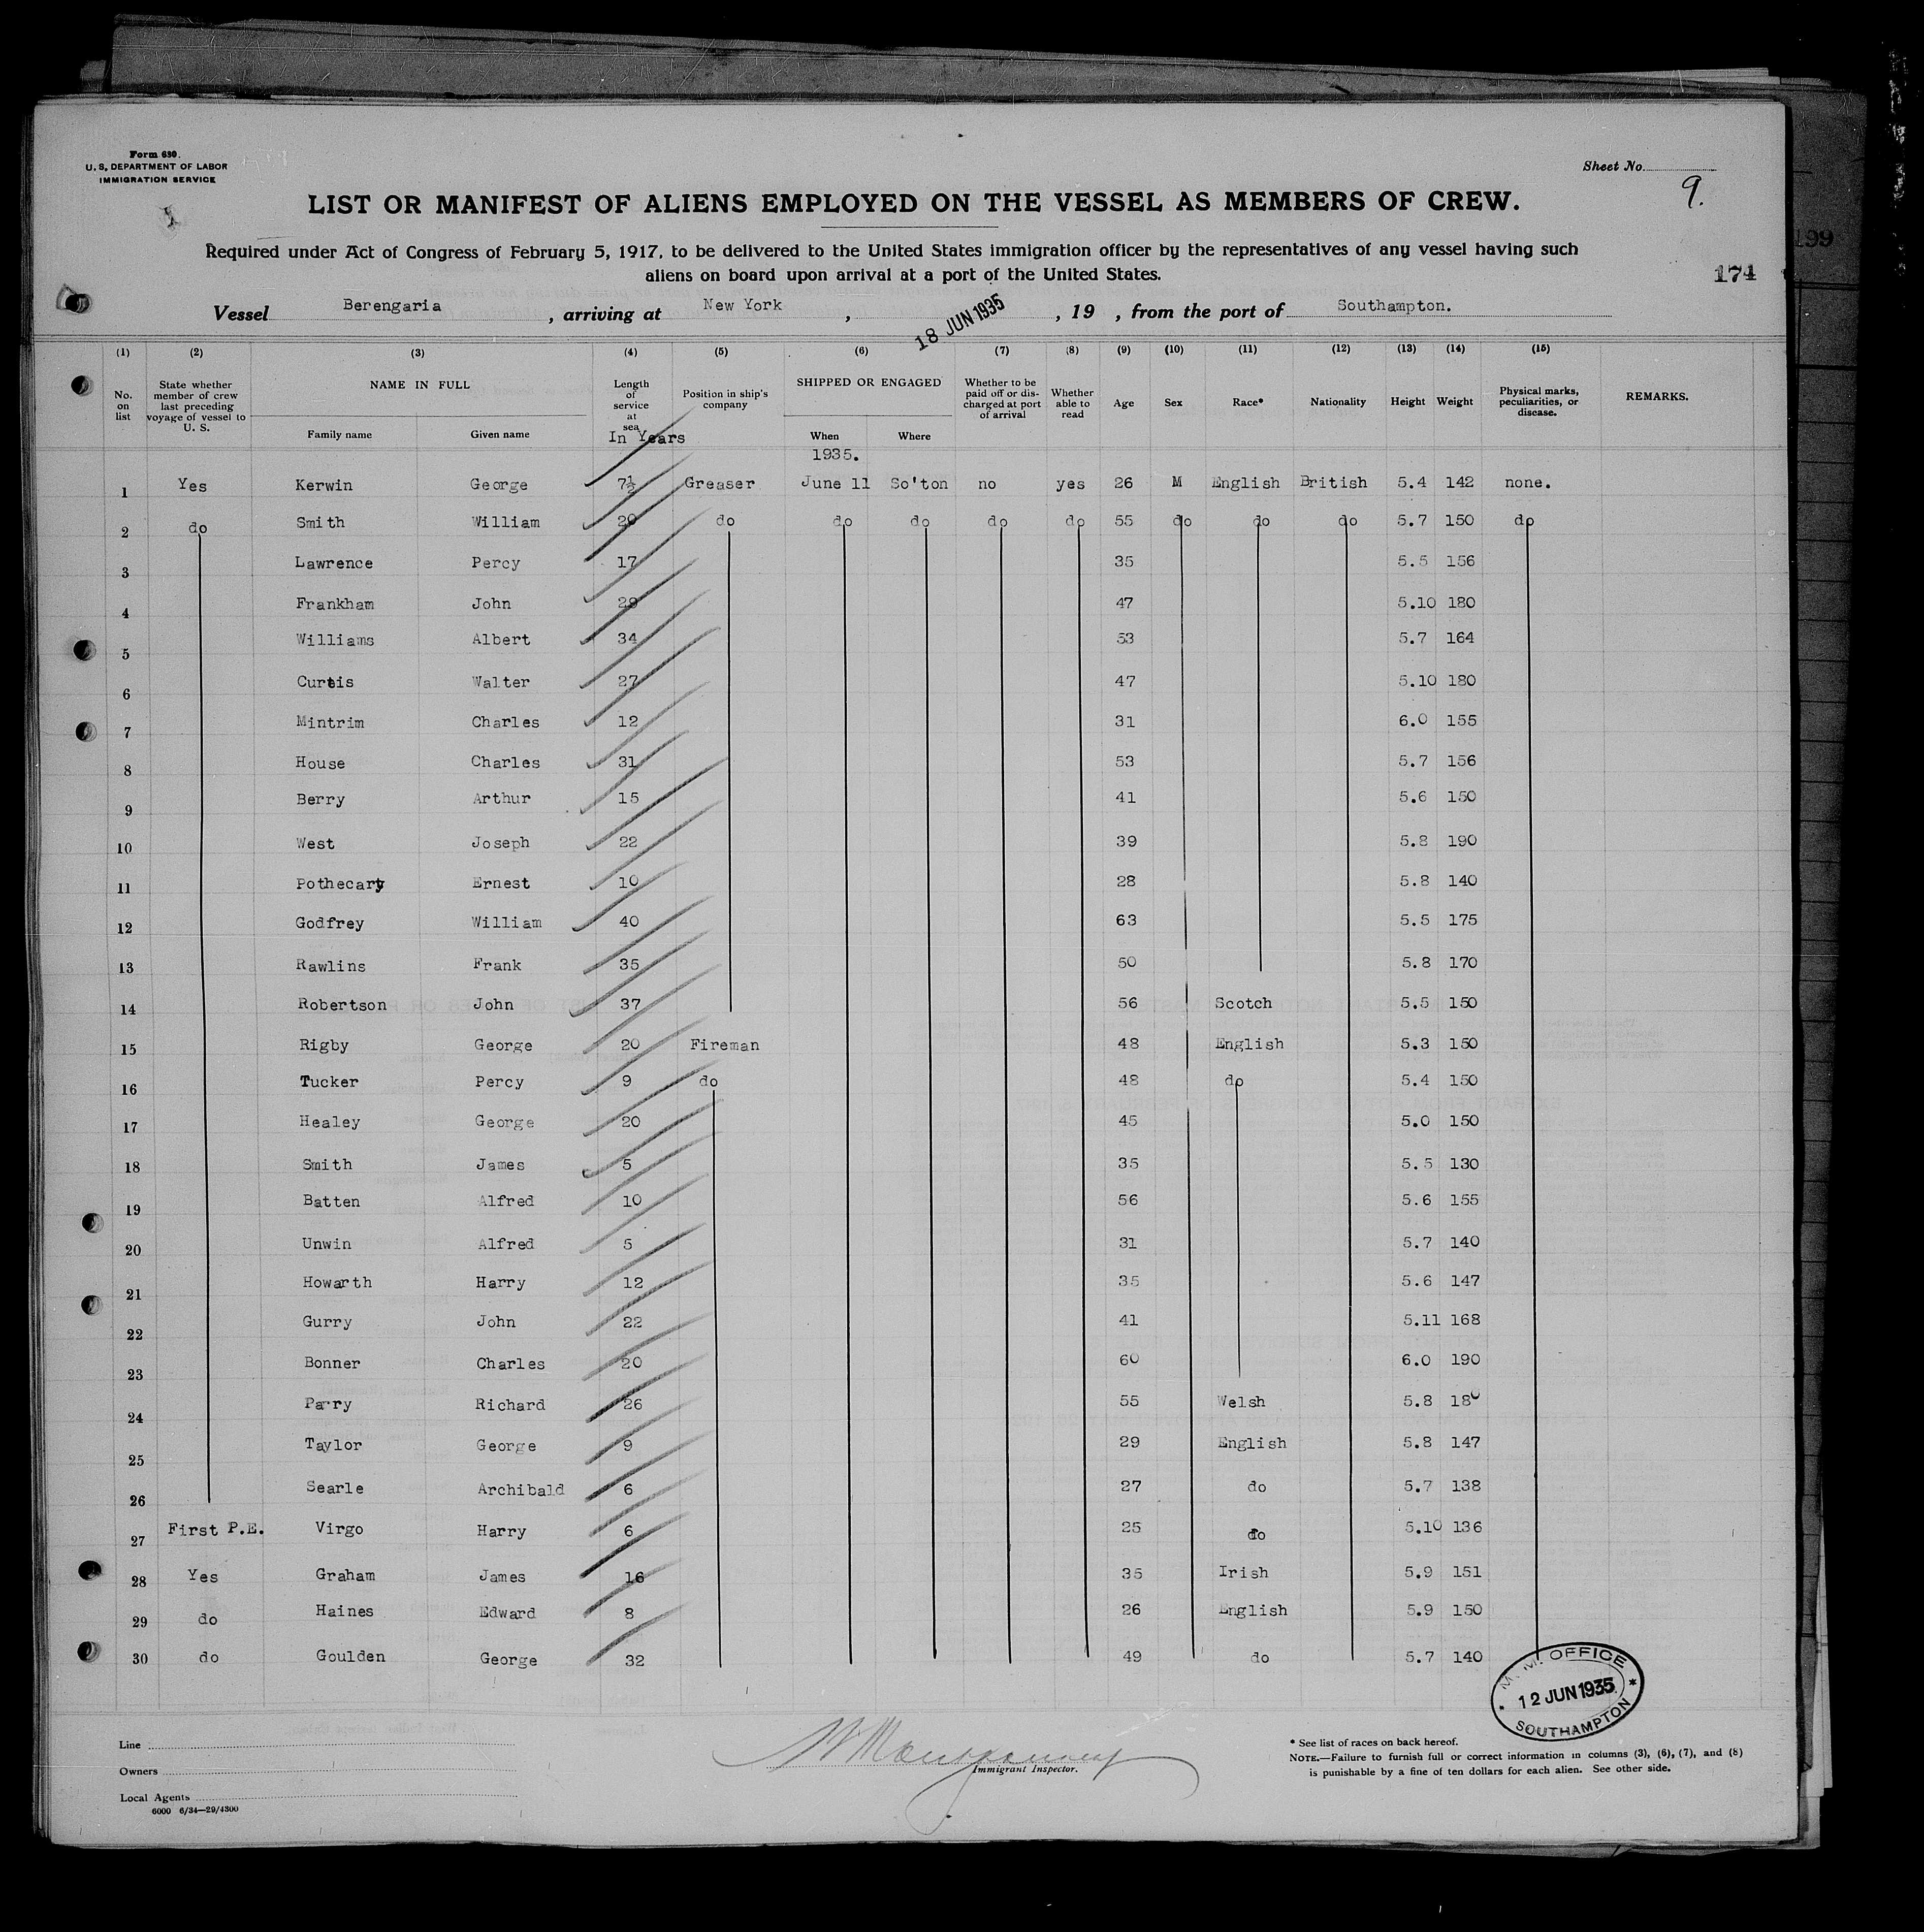 Form 680.
U. S. DEPARTMENT OF LABOR
IMMIGRATION SERVICE
Sheet No.
9.
LIST OR MANIFEST OF ALIENS EMPLOYED ON THE VESSEL AS MEMBERS OF CREW.
Required under Act of Congress of February 5, 1917, to be delivered to the United States immigration officer by the representatives of any vessel having such
aliens on board upon arrival at a port of the United States.
199
174
Vessel Berengaria, arriving at New York, 18 JUN 1935, 19 , from the port of Southampton.
(1) (2) (3) (4) (5) (6) (7) (8) (9) (10) (11) (12) (13) (14) (15)
No. on list State whether member of crew last preceding voyage of vessel to U. S. NAME IN FULL Family name Given name Length of service at sea In Years Position in ship's company SHIPPED OR ENGAGED When Where Whether to be paid off or discharged at port of arrival Whether able to read Age Sex Race* Nationality Height Weight Physical marks, peculiarities, or disease. REMARKS.
1935.
1 Yes Kerwin George 7½ Greaser June 11 So'ton no yes 26 M English British 5.4 142 none.
2 do Smith William 20 do do do do do 55 do do do 5.7 150 do
3 Lawrence Percy 17 35 5.5 156
4 Frankham John 28 47 5.10 180
5 Williams Albert 34 53 5.7 164
6 Curtis Walter 27 47 5.10 180
7 Mintrim Charles 12 31 6.0 155
8 House Charles 31 53 5.7 156
9 Berry Arthur 15 41 5.6 150
10 West Joseph 22 39 5.8 190
11 Pothecary Ernest 10 28 5.8 140
12 Godfrey William 40 63 5.5 175
13 Rawlins Frank 35 50 5.8 170
14 Robertson John 37 56 Scotch 5.5 150
15 Rigby George 20 Fireman 48 English 5.3 150
16 Tucker Percy 9 do 48 do 5.4 150
17 Healey George 20 45 5.0 150
18 Smith James 5 35 5.5 130
19 Batten Alfred 10 56 5.6 155
20 Unwin Alfred 5 31 5.7 140
21 Howarth Harry 12 35 5.6 147
22 Gurry John 22 41 5.11 168
23 Bonner Charles 20 60 6.0 190
24 Parry Richard 26 55 Welsh 5.8 180
25 Taylor George 9 29 English 5.8 147
26 Searle Archibald 6 27 do 5.7 138
27 First P.E. Virgo Harry 6 25 do 5.10 136
28 Yes Graham James 16 35 Irish 5.9 151
29 do Haines Edward 8 26 English 5.9 150
30 do Goulden George 32 49 do 5.7 140
M. M. OFFICE
12 JUN 1935
SOUTHAMPTON
Line
Owners
Local Agents
6000 6/34—29/4300
Immigrant Inspector.
* See list of races on back hereof.
NOTE.—Failure to furnish full or correct information in columns (3), (6), (7), and (8)
is punishable by a fine of ten dollars for each alien. See other side.